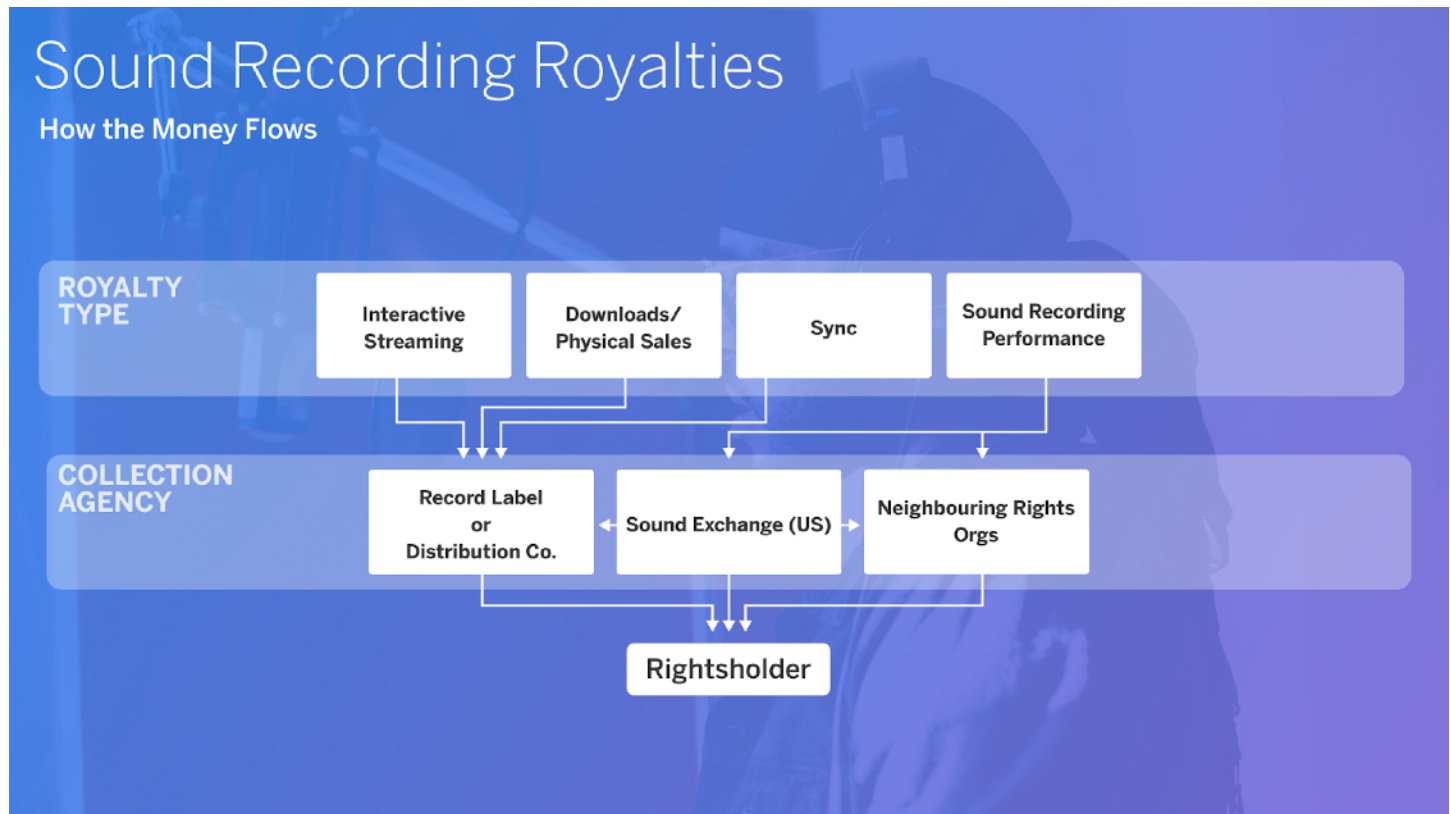 Sound Recording Royalties
How the Money Flows
ROYALTY
TYPE
Interactive
Streaming
Downloads/
Physical Sales
Sync
Sound Recording
Performance
COLLECTION
AGENCY
Record Label
or
Distribution Co.
Sound Exchange (US)
Neighbouring Rights
Orgs
Rightsholder